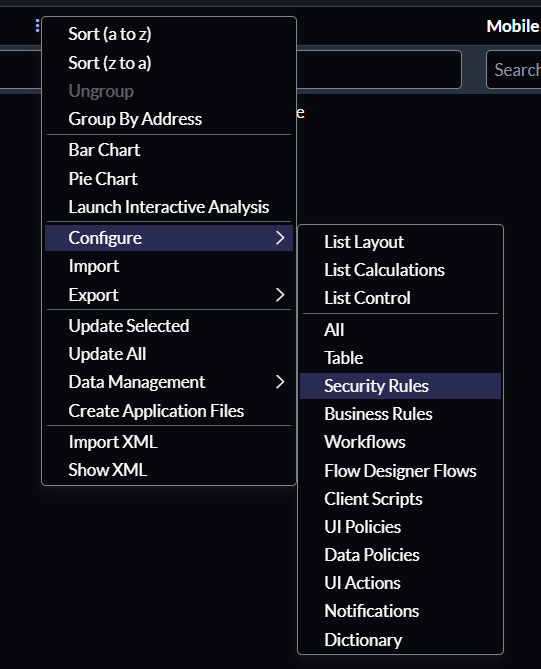 Mobile
Search
e
Sort (a to z)
Sort (z to a)
Ungroup
Group By Address
Bar Chart
Pie Chart
Launch Interactive Analysis
Configure
Import
Export
Update Selected
Update All
Data Management
Create Application Files
Import XML
Show XML
List Layout
List Calculations
List Control
All
Table
Security Rules
Business Rules
Workflows
Flow Designer Flows
Client Scripts
UI Policies
Data Policies
UI Actions
Notifications
Dictionary